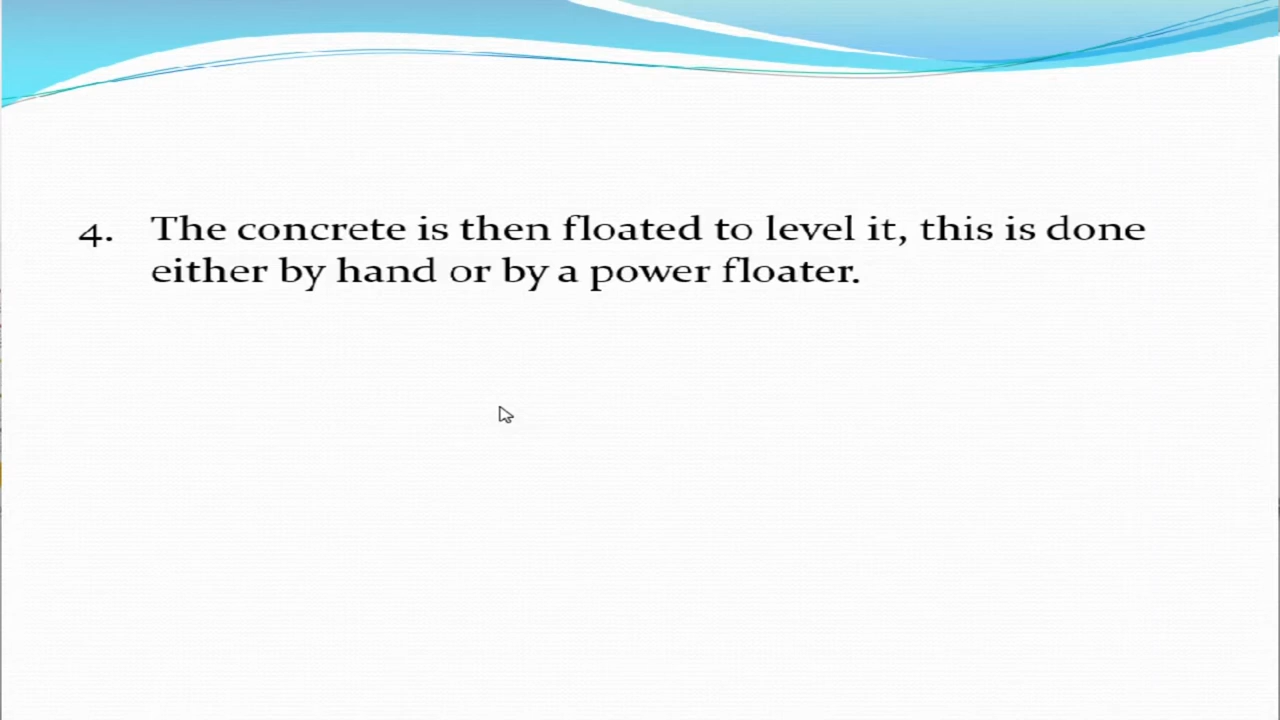 4. The concrete is then floated to level it, this is done
either by hand or by a power floater.